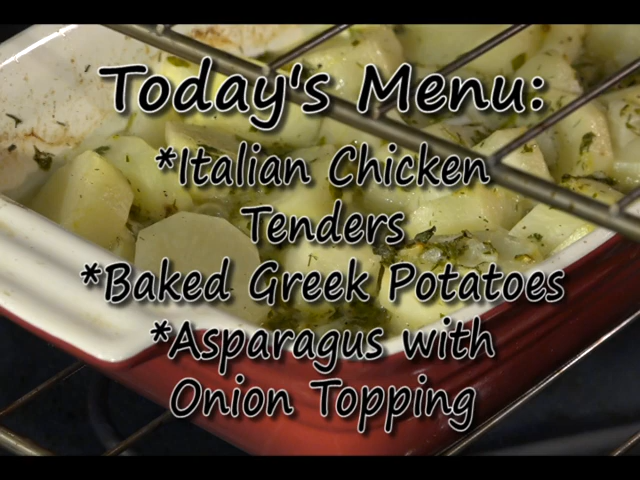 Today's Menu:
*Italian Chicken
Tenders
*Baked Greek Potatoes
*Asparagus with
Onion Topping